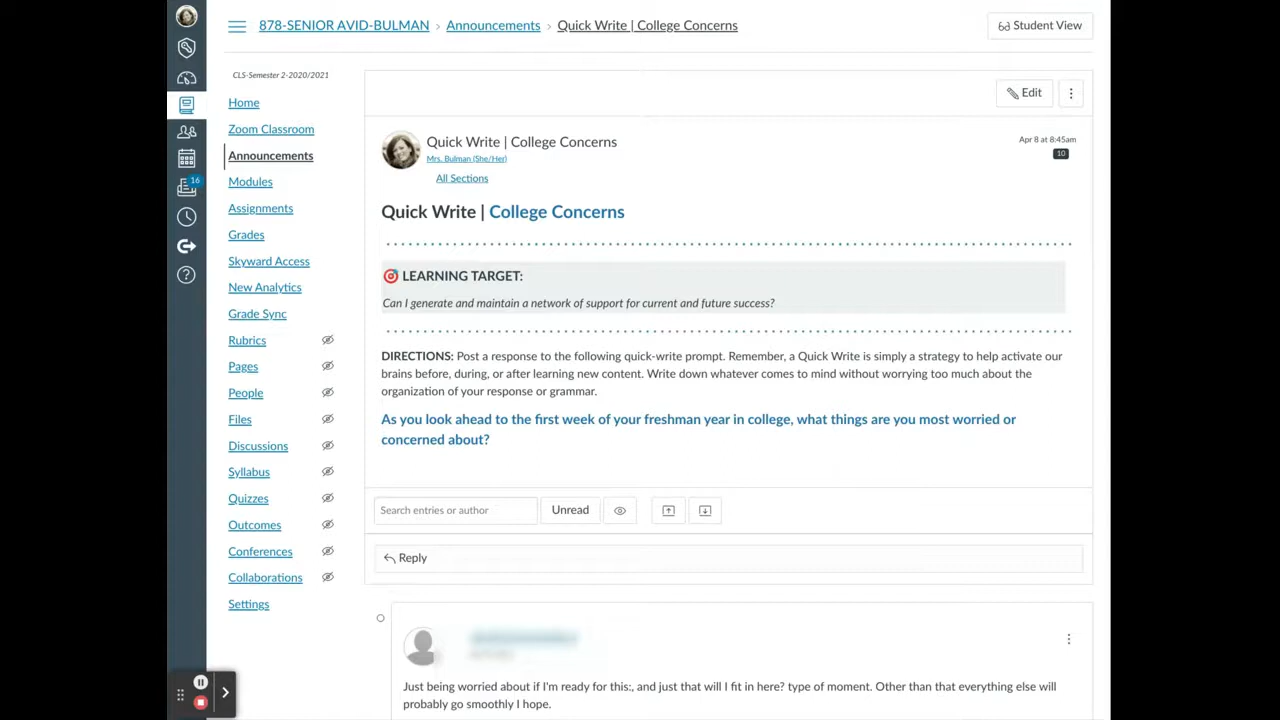 878-SENIOR AVID-BULMAN › Announcements › Quick Write | College Concerns
Student View
CLS-Semester 2-2020/2021
Home
Zoom Classroom
Announcements
Modules
Assignments
Grades
Skyward Access
New Analytics
Grade Sync
Rubrics
Pages
People
Files
Discussions
Syllabus
Quizzes
Outcomes
Conferences
Collaborations
Settings
16
Edit
Quick Write | College Concerns
Mrs. Bulman (She/Her)
All Sections
Apr 8 at 8:45am
10
Quick Write | College Concerns
LEARNING TARGET:
Can I generate and maintain a network of support for current and future success?
DIRECTIONS: Post a response to the following quick-write prompt. Remember, a Quick Write is simply a strategy to help activate our
brains before, during, or after learning new content. Write down whatever comes to mind without worrying too much about the
organization of your response or grammar.
As you look ahead to the first week of your freshman year in college, what things are you most worried or
concerned about?
Search entries or author
Unread
Reply
Just being worried about if I'm ready for this:, and just that will I fit in here? type of moment. Other than that everything else will
probably go smoothly I hope.